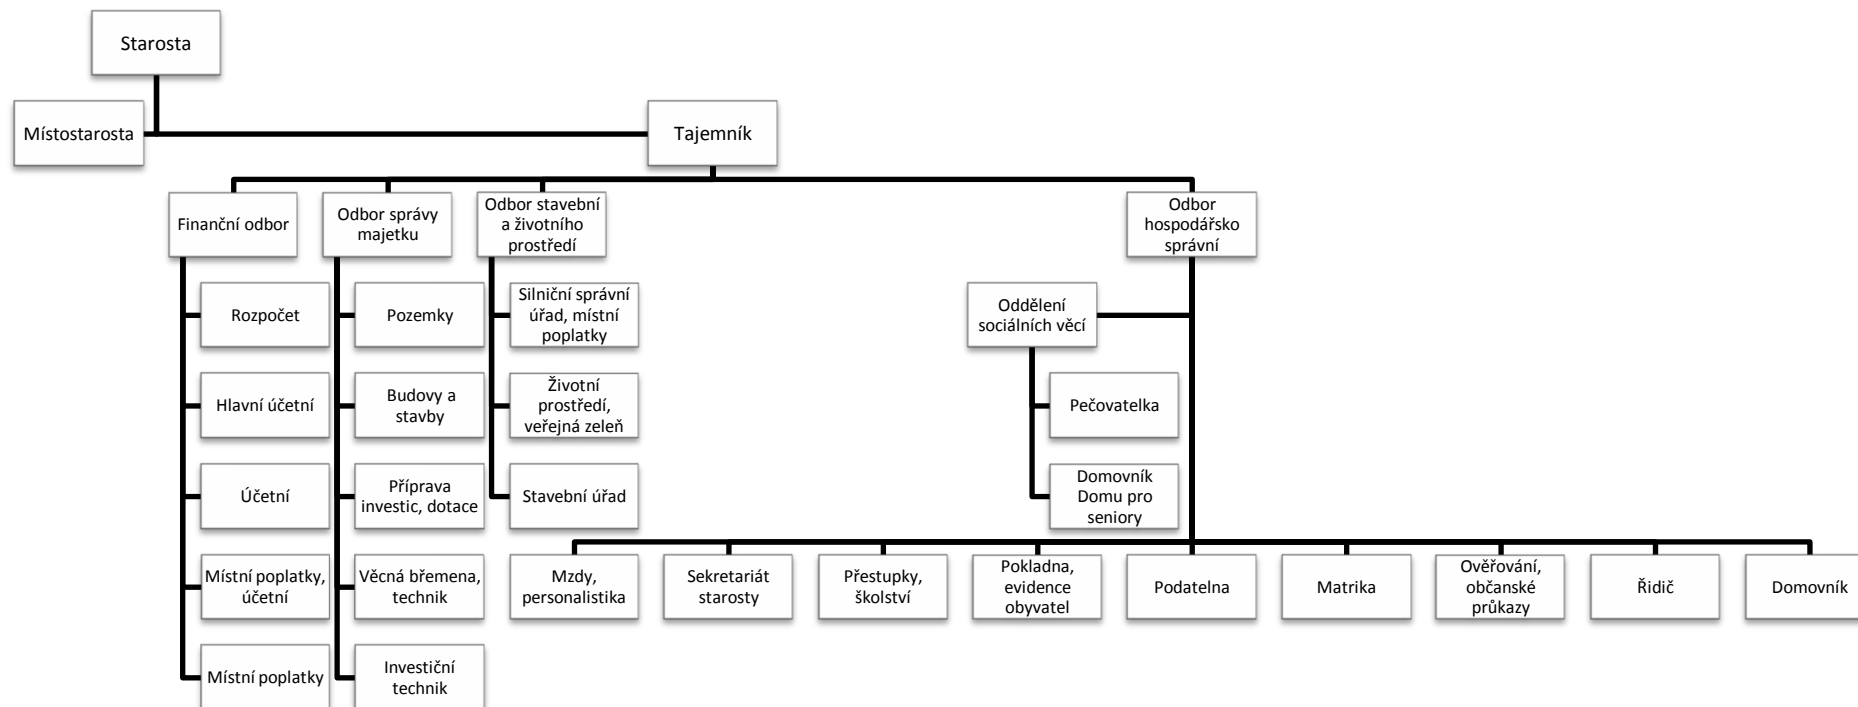 Starosta
Místostarosta
Tajemník
Finanční odbor
Odbor správy
majetku
Odbor stavební
a životního
prostředí
Odbor
hospodářsko
správní
Rozpočet
Hlavní účetní
Účetní
Místní poplatky,
účetní
Místní poplatky
Pozemky
Budovy a
stavby
Příprava
investic, dotace
Věcná břemena,
technik
Investiční
technik
Silniční správní
úřad, místní
poplatky
Životní
prostředí,
veřejná zeleň
Stavební úřad
Oddělení
sociálních věcí
Pečovatelka
Domovník
Domu pro
seniory
Mzdy,
personalistika
Sekretariát
starosty
Přestupky,
školství
Pokladna,
evidence
obyvatel
Podatelna
Matrika
Ověřování,
občanské
průkazy
Řidič
Domovník